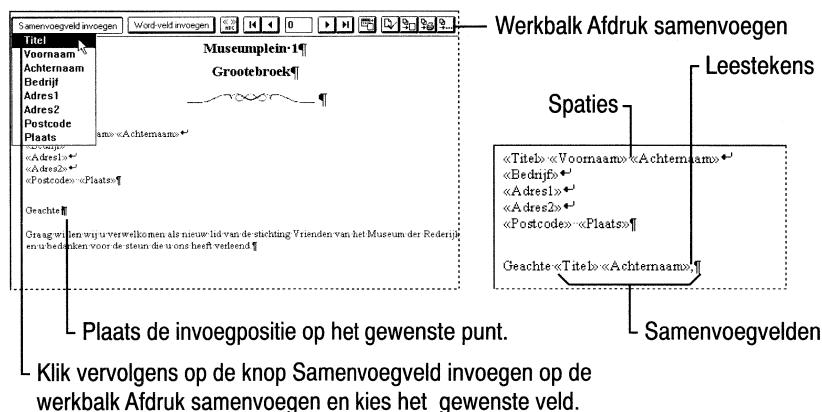 Samenvoegveld invoegen Word-veld invoegen «» ABC 0
Werkbalk Afdruk samenvoegen
Titel
Voornaam
Achternaam
Bedrijf
Adres1
Adres2
Postcode
Plaats
Museumplein·1¶
Grootebroek¶
¶
am»·«Achternaam»↵
«Bedrijf»↵
«Adres1»↵
«Adres2»↵
«Postcode»··«Plaats»¶
Geachte¶
Graag·willen·wij·u·verwelkomen·als·nieuw·lid·van·de·stichting·Vrienden·van·het·Museum·der·Rederijk
en·u·bedanken·voor·de·steun·die·u·ons·heeft·verleend.¶
Leestekens
Spaties
«Titel»·«Voornaam»·«Achternaam»↵
«Bedrijf»↵
«Adres1»↵
«Adres2»↵
«Postcode»··«Plaats»¶
Geachte·«Titel»·«Achternaam»,¶
Samenvoegvelden
Plaats de invoegpositie op het gewenste punt.
Klik vervolgens op de knop Samenvoegveld invoegen op de
werkbalk Afdruk samenvoegen en kies het gewenste veld.